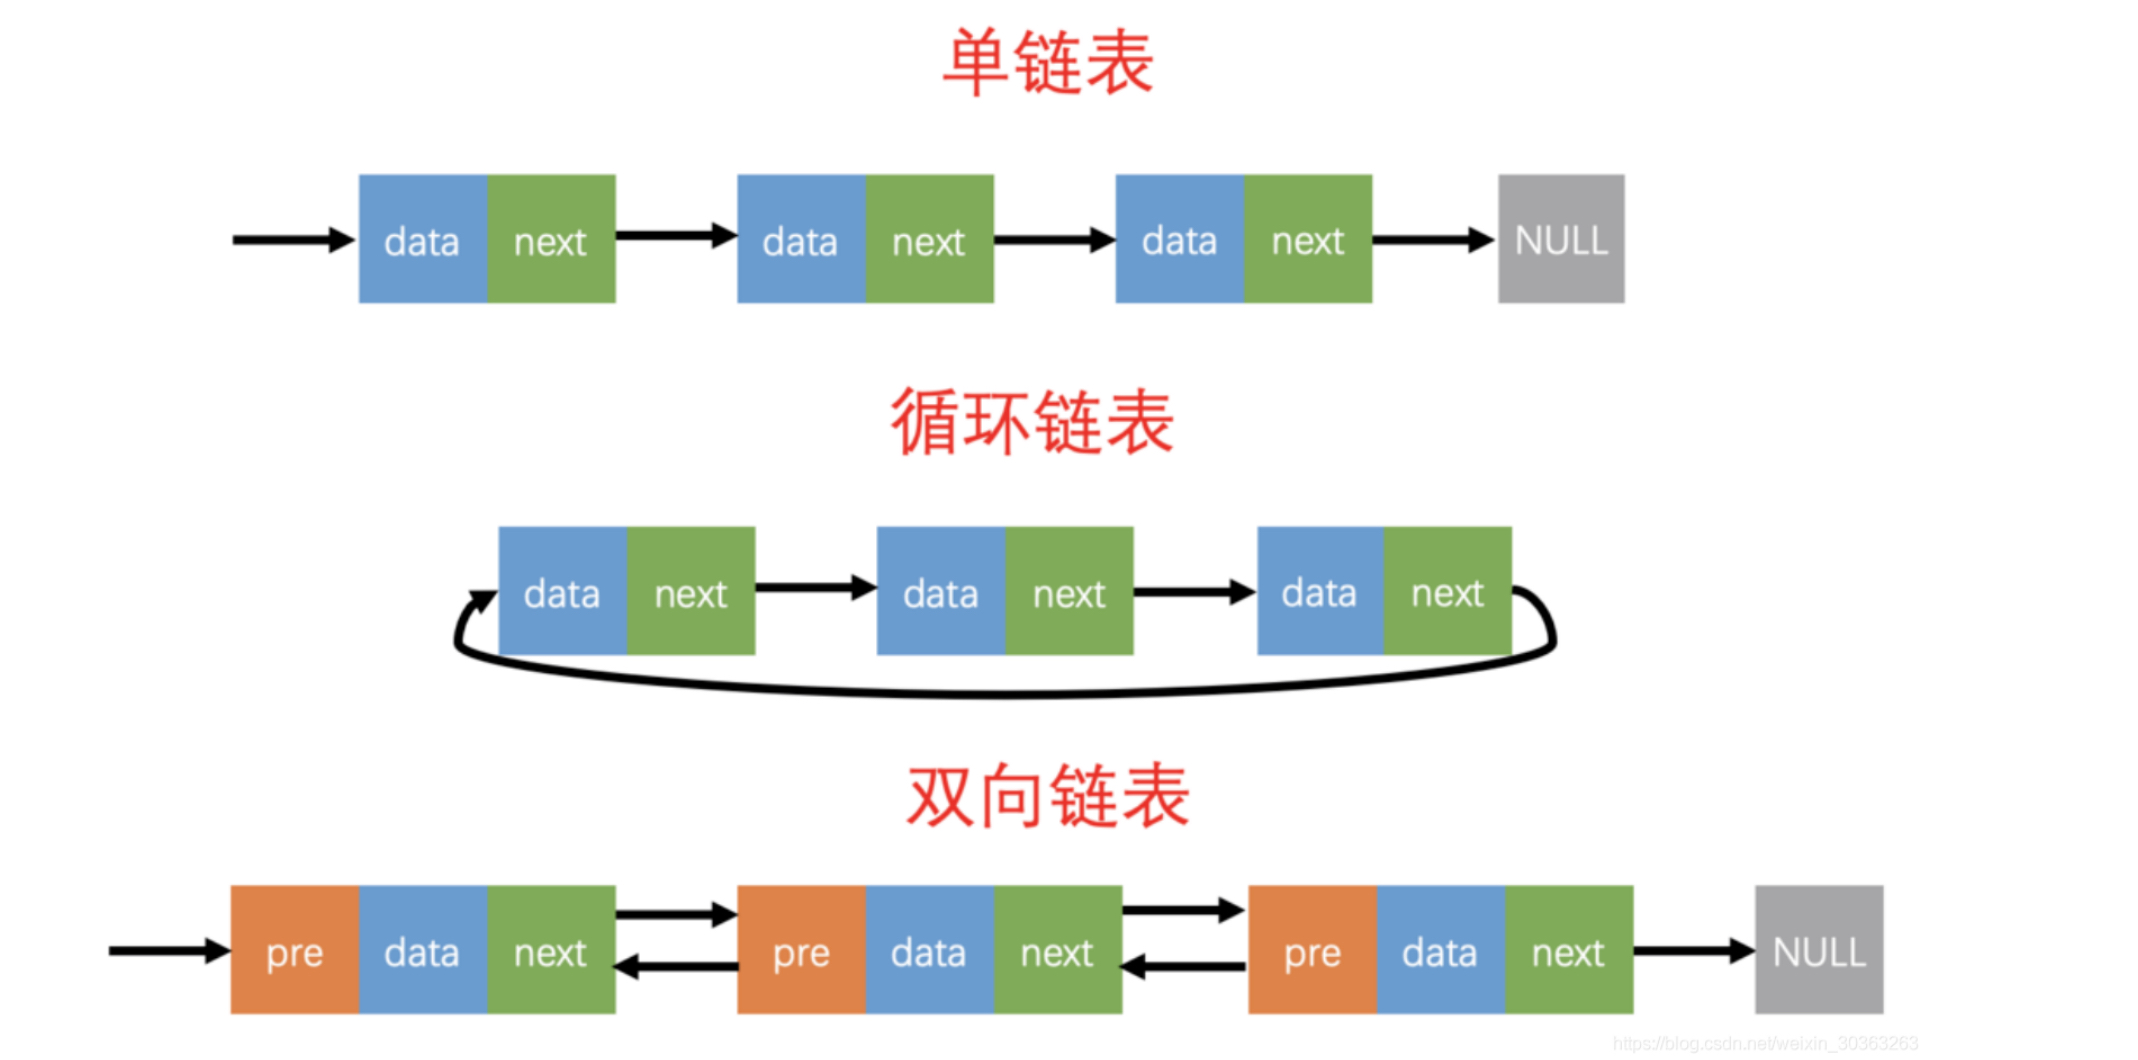 单链表
data next data next data next NULL
循环链表
data next data next data next
双向链表
pre data next pre data next pre data next NULL
https://blog.csdn.net/weixin_30363263